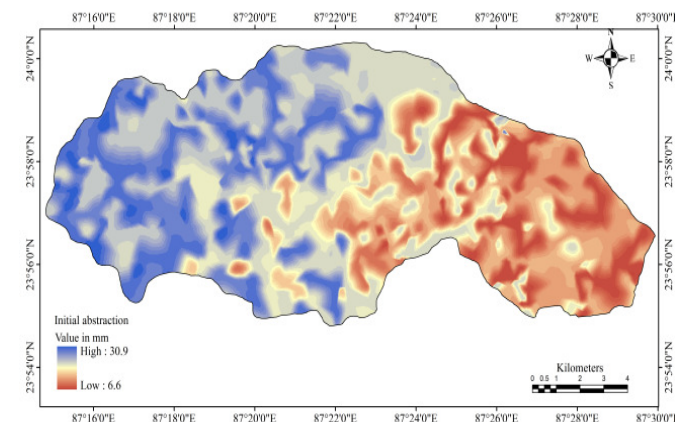 87°16'0"E 87°18'0"E 87°20'0"E 87°22'0"E 87°24'0"E 87°26'0"E 87°28'0"E 87°30'0"E
N
W E
S
24°0'0"N 24°0'0"N
23°58'0"N 23°58'0"N
23°56'0"N 23°56'0"N
23°54'0"N 23°54'0"N
Initial abstraction
Value in mm
High : 30.9
Low : 6.6
Kilometers
0 0.5 1 2 3 4
87°16'0"E 87°18'0"E 87°20'0"E 87°22'0"E 87°24'0"E 87°26'0"E 87°28'0"E 87°30'0"E